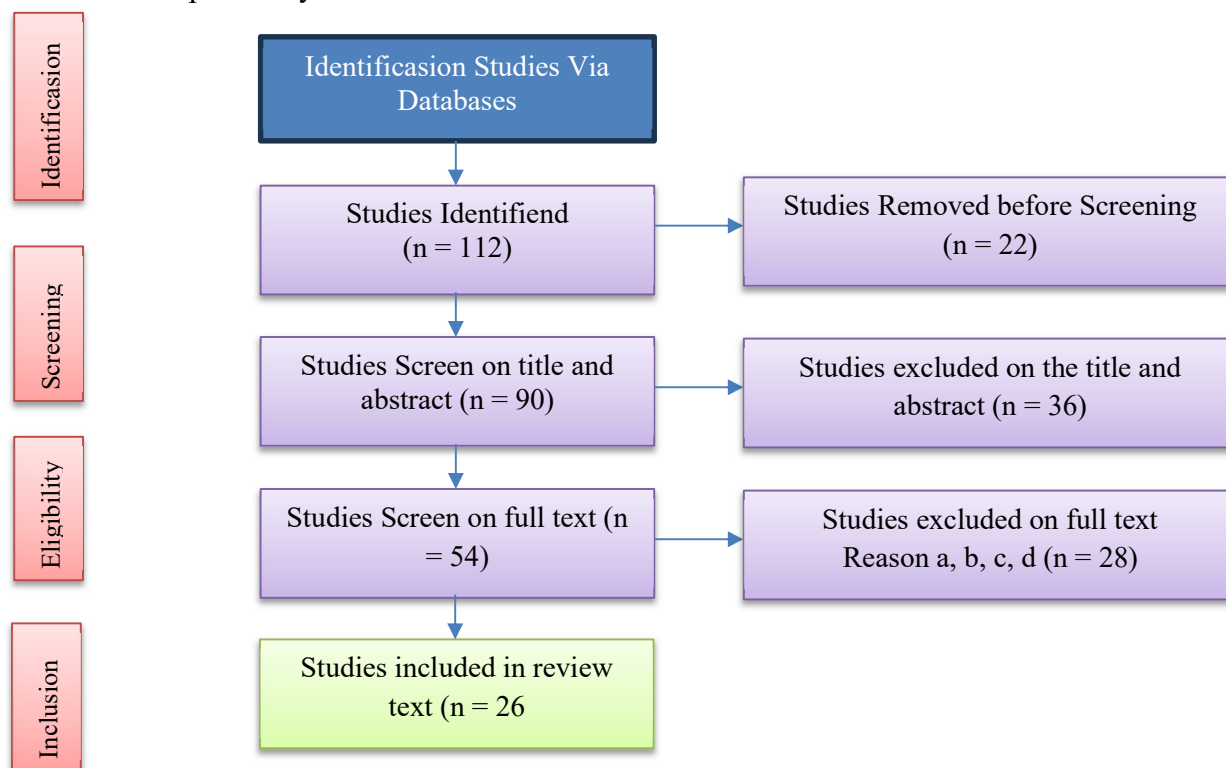 Identificasion
Identificasion Studies Via
Databases
Studies Identifiend
(n = 112)
Studies Removed before Screening
(n = 22)
Screening
Studies Screen on title and
abstract (n = 90)
Studies excluded on the title and
abstract (n = 36)
Eligibility
Studies Screen on full text (n
= 54)
Studies excluded on full text
Reason a, b, c, d (n = 28)
Inclusion
Studies included in review
text (n = 26